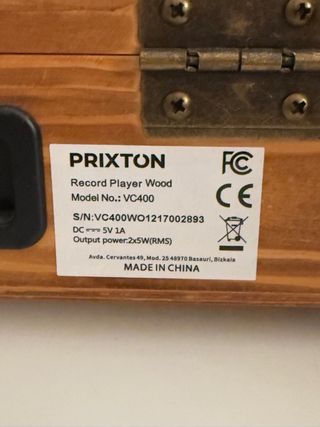 PRIXTON
FC
Record Player Wood
Model No.: VC400
CE
S/N:VC400WO1217002893
DC ⎓ 5V 1A
Output power:2x5W(RMS)
Avda. Cervantes 49, Mod. 25 48970 Basauri, Bizkaia
MADE IN CHINA